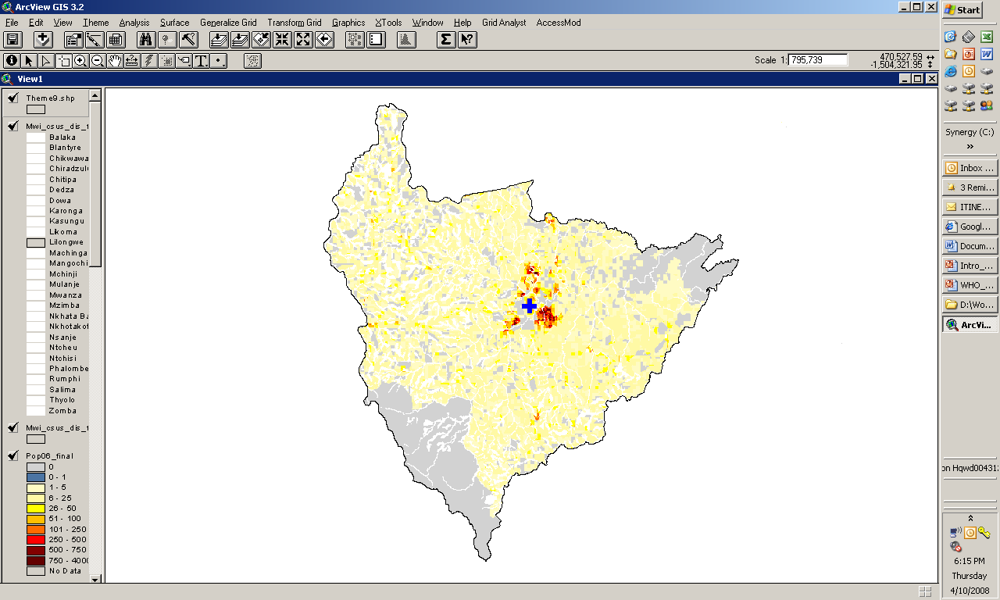 ArcView GIS 3.2
File Edit View Theme Analysis Surface Generalize Grid Transform Grid Graphics XTools Window Help Grid Analyst AccessMod
Scale 1: 795,739
470,527.59
-1,504,321.95
View1
Theme9.shp
Mwi_csus_dis_f
Balaka
Blantyre
Chikwawa
Chiradzulu
Chitipa
Dedza
Dowa
Karonga
Kasungu
Likoma
Lilongwe
Machinga
Mangochi
Mchinji
Mulanje
Mwanza
Mzimba
Nkhata Ba
Nkhotakot
Nsanje
Ntcheu
Ntchisi
Phalombe
Rumphi
Salima
Thyolo
Zomba
Mwi_csus_dis_f
Pop06_final
0
0 - 1
1 - 5
6 - 25
26 - 50
51 - 100
101 - 250
250 - 500
500 - 750
750 - 4000
No Data
Start
Synergy (C:)
»
Inbox ...
3 Remi...
ITINE...
Googl...
Docum...
Intro_...
WHO_...
D:\Wo...
ArcVi...
on Hqwd004312
6:15 PM
Thursday
4/10/2008